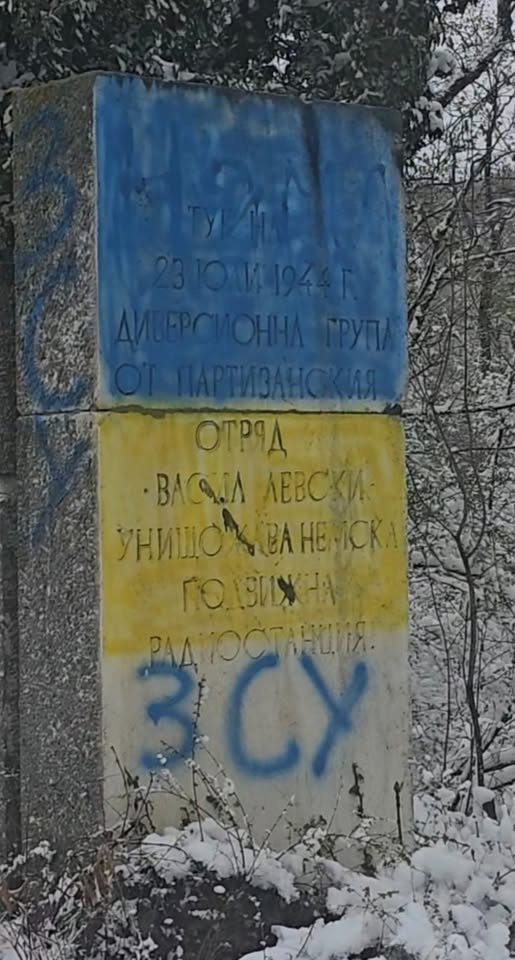 ТУК НА
23 ЮЛИ 1944 Г.
ДИВЕРСИОННА ГРУПА
ОТ ПАРТИЗАНСКИЯ
ОТРЯД
·ВАСИЛ ЛЕВСКИ·
УНИЩОЖАВА НЕМСКА
ПОДВИЖНА
РАДИОСТАНЦИЯ.
ЗСУ
ЗСУ